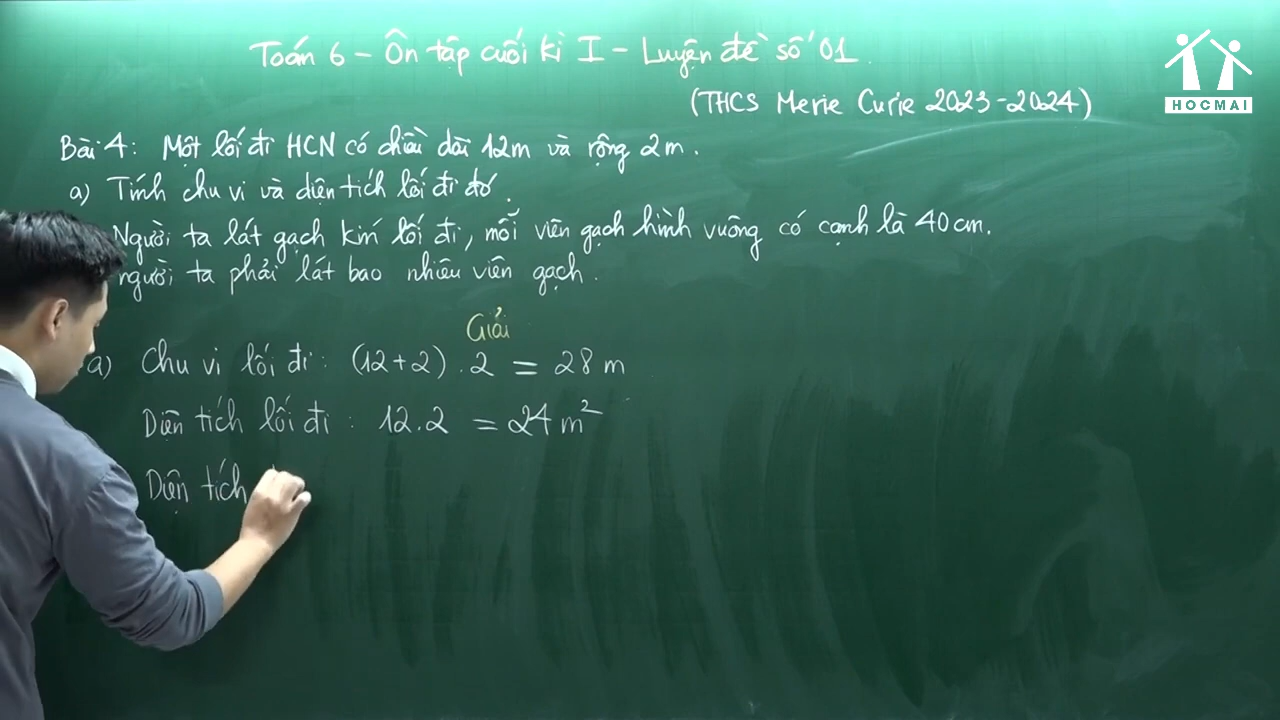 Toán 6 - Ôn tập cuối kì I - Luyện đề số 01
(THCS Merie Curie 2023-2024)
HOCMAI
Bài 4: Một lối đi HCN có chiều dài 12m và rộng 2m.
a) Tính chu vi và diện tích lối đi đó.
Người ta lát gạch kín lối đi, mỗi viên gạch hình vuông có cạnh là 40cm.
người ta phải lát bao nhiêu viên gạch.
Giải
a) Chu vi lối đi: (12+2).2 = 28 m
Diện tích lối đi: 12.2 = 24 m²
Diện tích